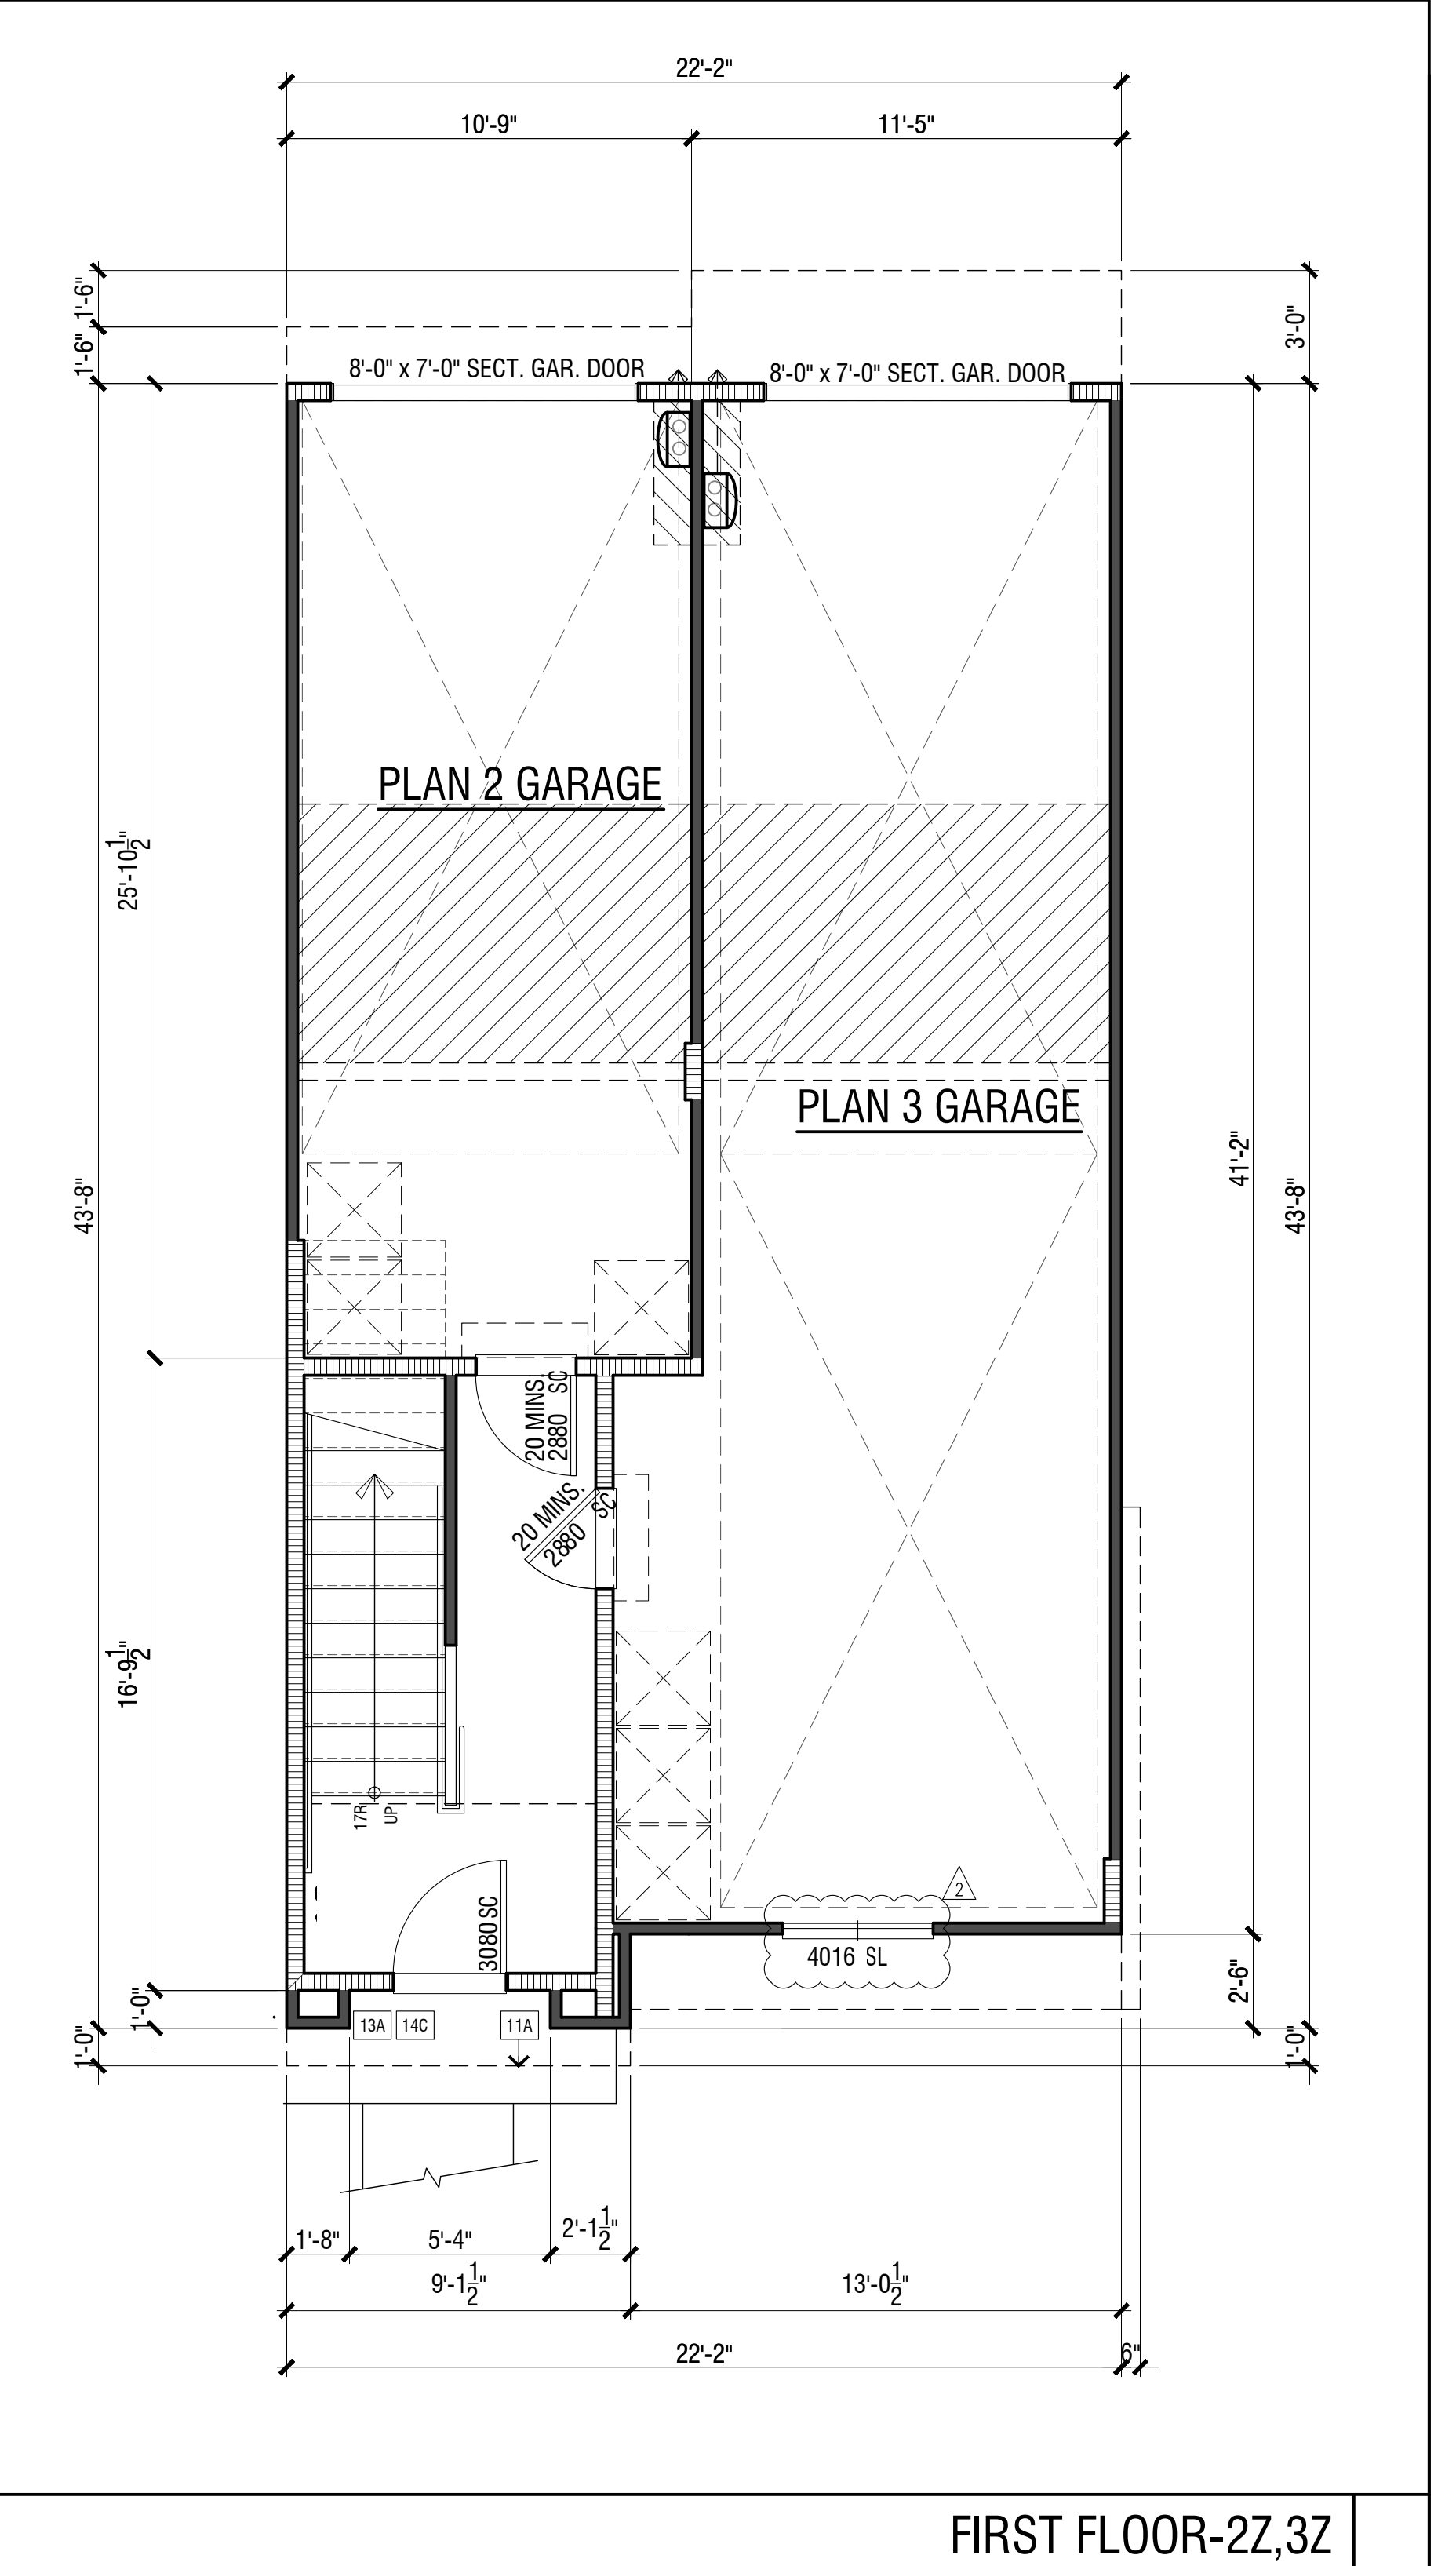 22'-2"
10'-9"
11'-5"
1'-6"
1'-6"
3'-0"
8'-0" x 7'-0" SECT. GAR. DOOR
8'-0" x 7'-0" SECT. GAR. DOOR
PLAN 2 GARAGE
25'-10 1/2"
PLAN 3 GARAGE
43'-8"
41'-2"
43'-8"
20 MINS.
2880 SC
20 MINS.
2880 SC
16'-9 1/2"
17R
UP
2
3080 SC
4016 SL
2'-6"
1'-0"
1'-0"
13A
14C
11A
1'-0"
1'-8"
5'-4"
2'-1 1/2"
9'-1 1/2"
13'-0 1/2"
22'-2"
6"
FIRST FLOOR-2Z,3Z